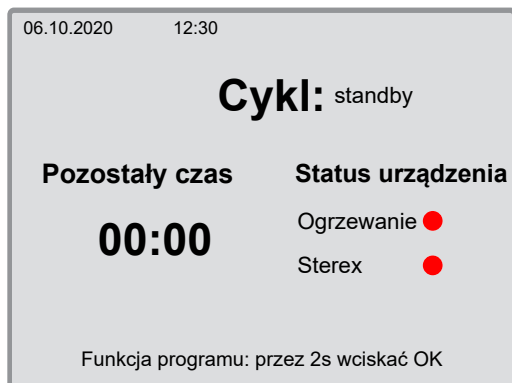 06.10.2020 12:30
Cykl: standby
Pozostały czas
00:00
Status urządzenia
Ogrzewanie
Sterex
Funkcja programu: przez 2s wciskać OK